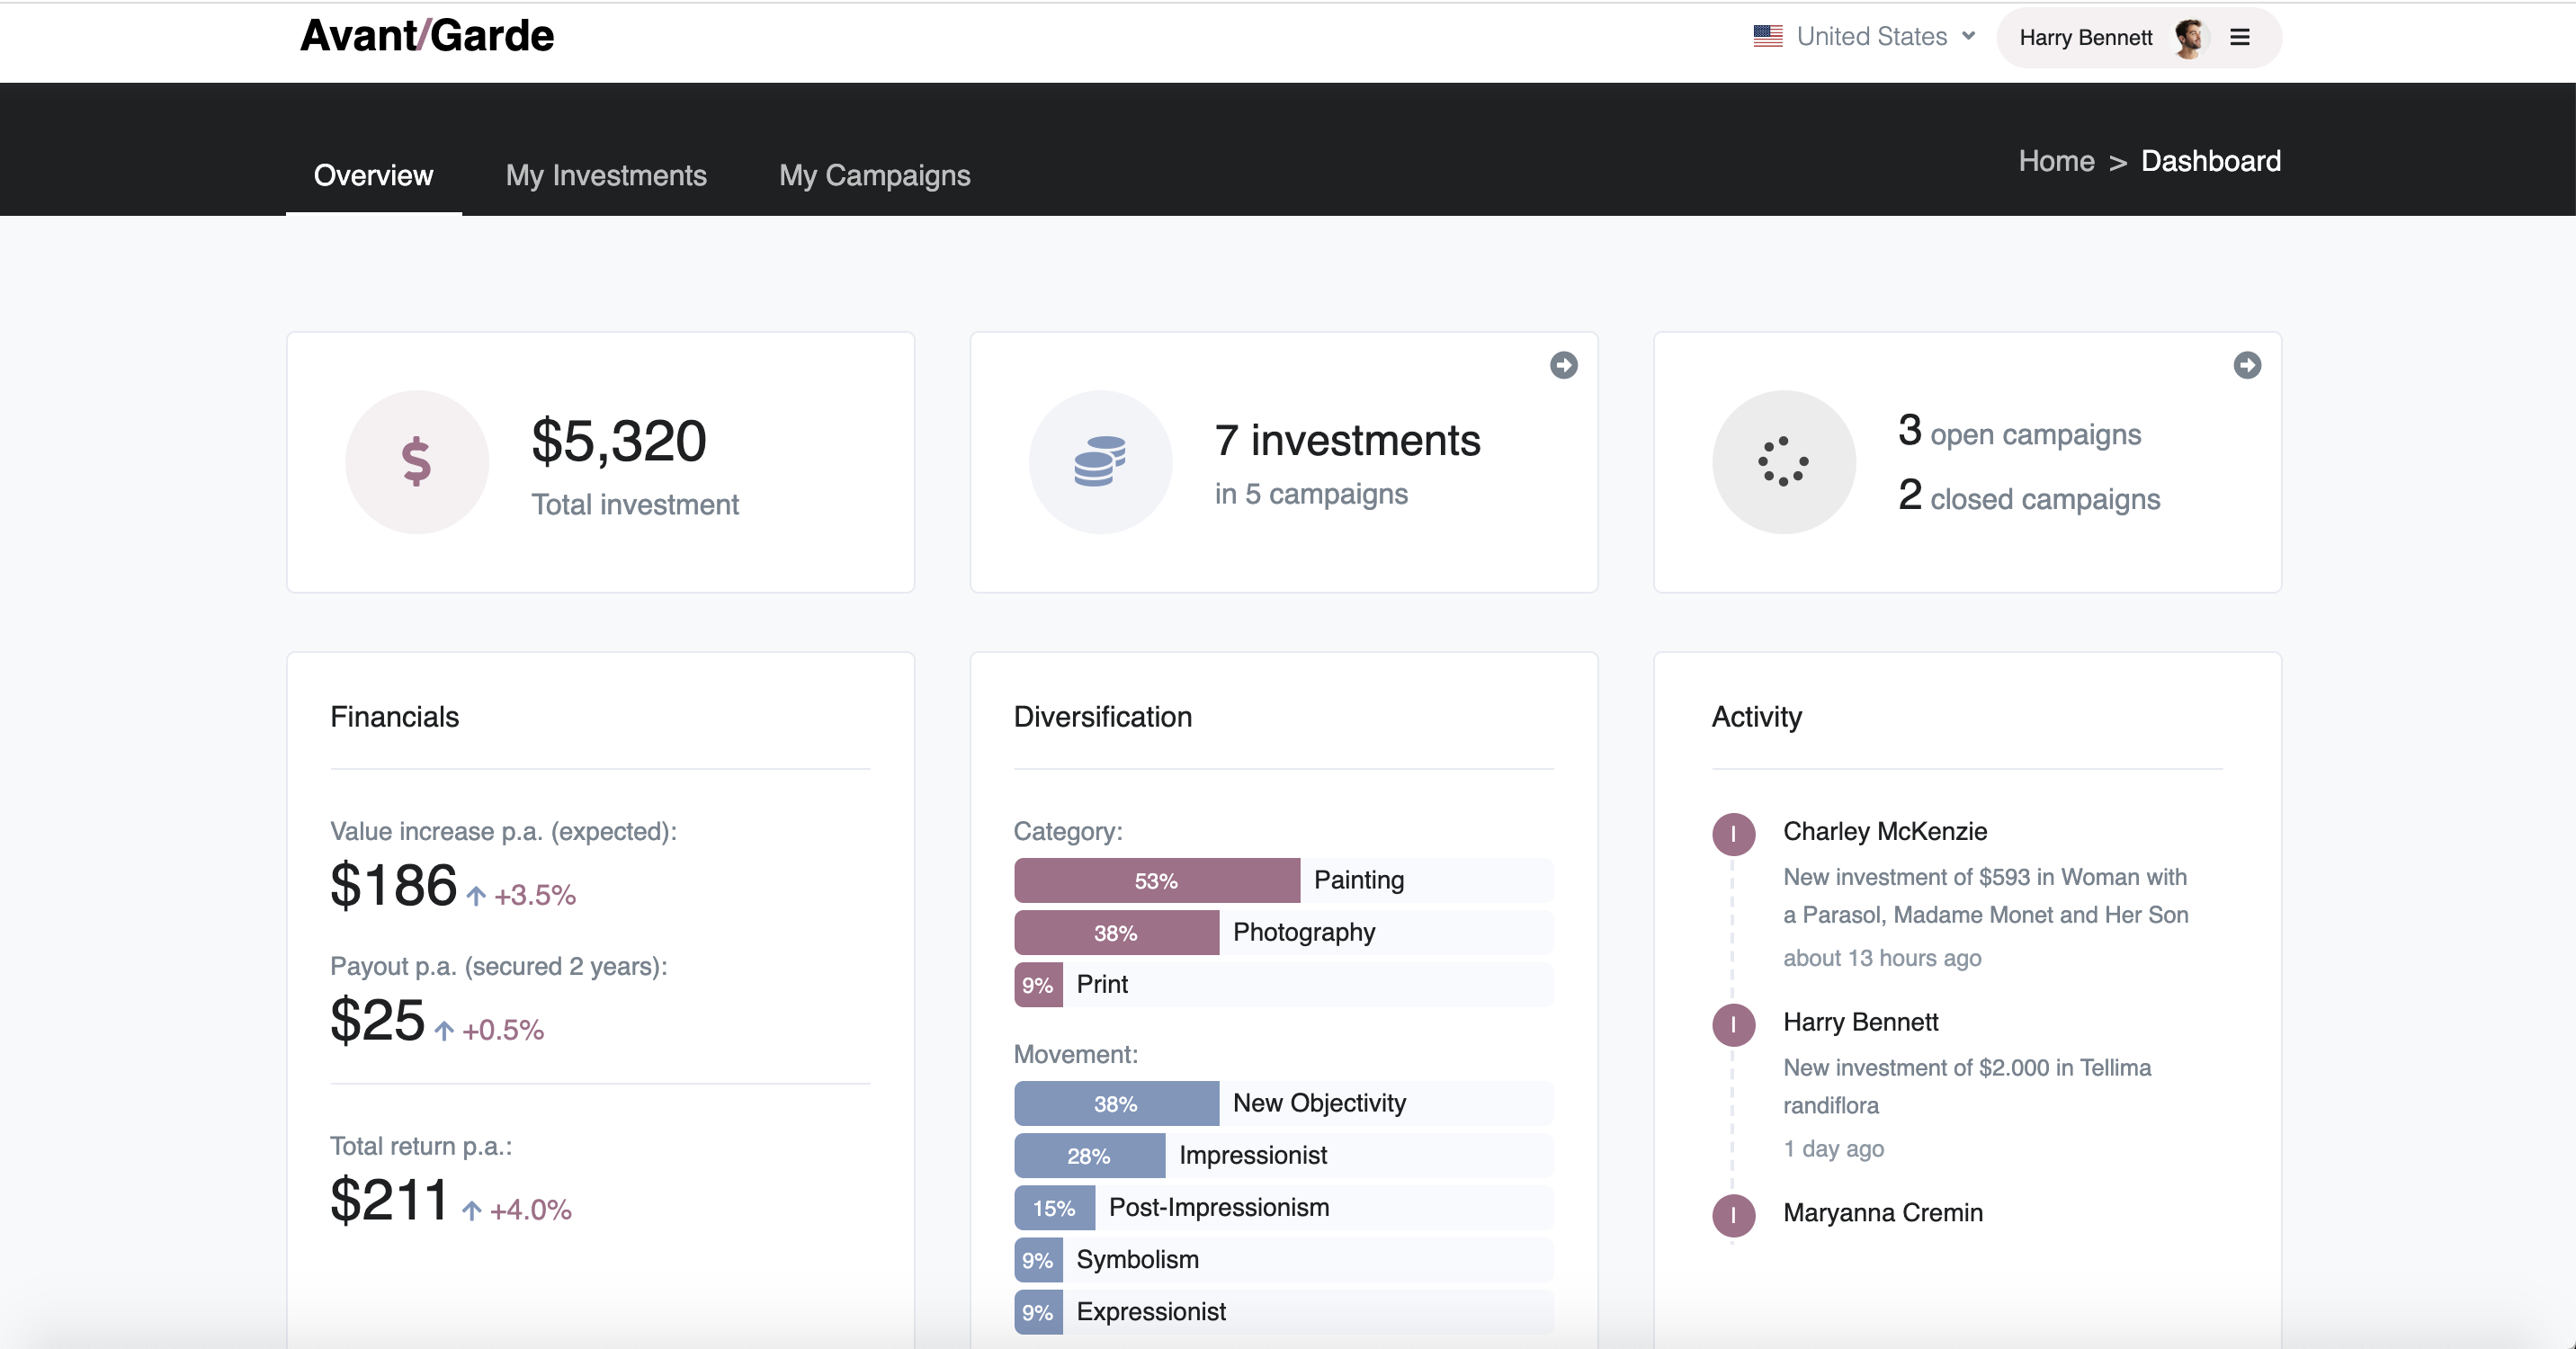 Avant/Garde
United States
Harry Bennett
Overview
My Investments
My Campaigns
Home > Dashboard
$5,320
Total investment
7 investments
in 5 campaigns
3 open campaigns
2 closed campaigns
Financials
Value increase p.a. (expected):
$186 +3.5%
Payout p.a. (secured 2 years):
$25 +0.5%
Total return p.a.:
$211 +4.0%
Diversification
Category:
53% Painting
38% Photography
9% Print
Movement:
38% New Objectivity
28% Impressionist
15% Post-Impressionism
9% Symbolism
9% Expressionist
Activity
I Charley McKenzie
New investment of $593 in Woman with
a Parasol, Madame Monet and Her Son
about 13 hours ago
I Harry Bennett
New investment of $2.000 in Tellima
randiflora
1 day ago
I Maryanna Cremin